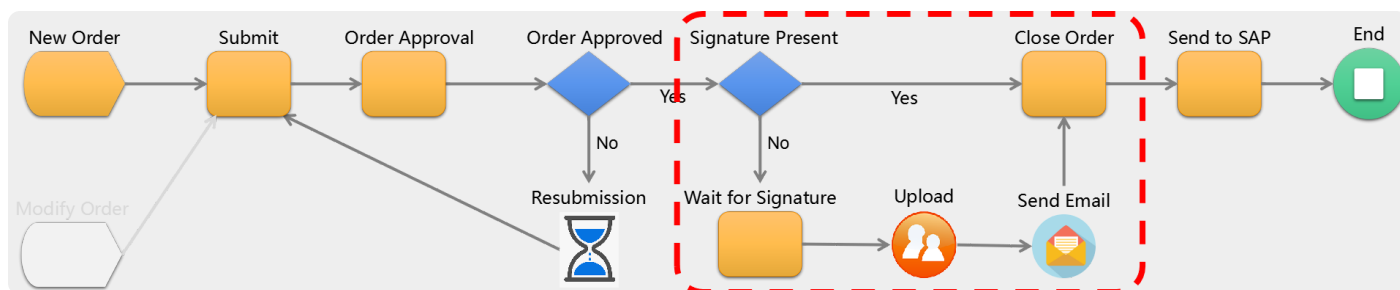 New Order
Submit
Order Approval
Order Approved
Signature Present
Close Order
Send to SAP
End
Yes
Yes
No
No
Modify Order
Resubmission
Wait for Signature
Upload
Send Email